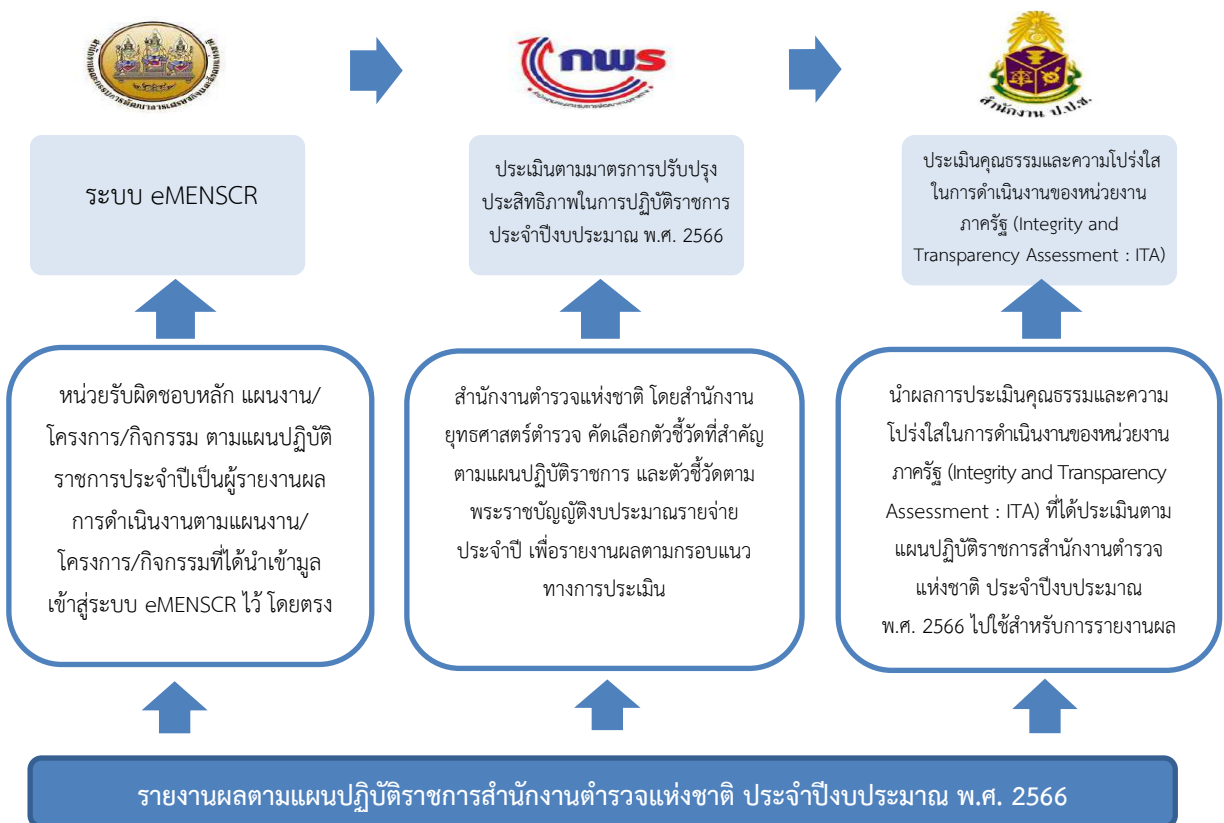 กพร
สำนักงาน ป.ป.ช.
ระบบ eMENSCR
ประเมินตามมาตรการปรับปรุง
ประสิทธิภาพในการปฏิบัติราชการ
ประจำปีงบประมาณ พ.ศ. 2566
ประเมินคุณธรรมและความโปร่งใส
ในการดำเนินงานของหน่วยงาน
ภาครัฐ (Integrity and
Transparency Assessment : ITA)
หน่วยรับผิดชอบหลัก แผนงาน/
โครงการ/กิจกรรม ตามแผนปฏิบัติ
ราชการประจำปีเป็นผู้รายงานผล
การดำเนินงานตามแผนงาน/
โครงการ/กิจกรรมที่ได้นำเข้ามูล
เข้าสู่ระบบ eMENSCR ไว้ โดยตรง
สำนักงานตำรวจแห่งชาติ โดยสำนักงาน
ยุทธศาสตร์ตำรวจ คัดเลือกตัวชี้วัดที่สำคัญ
ตามแผนปฏิบัติราชการ และตัวชี้วัดตาม
พระราชบัญญัติงบประมาณรายจ่าย
ประจำปี เพื่อรายงานผลตามกรอบแนว
ทางการประเมิน
นำผลการประเมินคุณธรรมและความ
โปร่งใสในการดำเนินงานของหน่วยงาน
ภาครัฐ (Integrity and Transparency
Assessment : ITA) ที่ได้ประเมินตาม
แผนปฏิบัติราชการสำนักงานตำรวจ
แห่งชาติ ประจำปีงบประมาณ
พ.ศ. 2566 ไปใช้สำหรับการรายงานผล
รายงานผลตามแผนปฏิบัติราชการสำนักงานตำรวจแห่งชาติ ประจำปีงบประมาณ พ.ศ. 2566